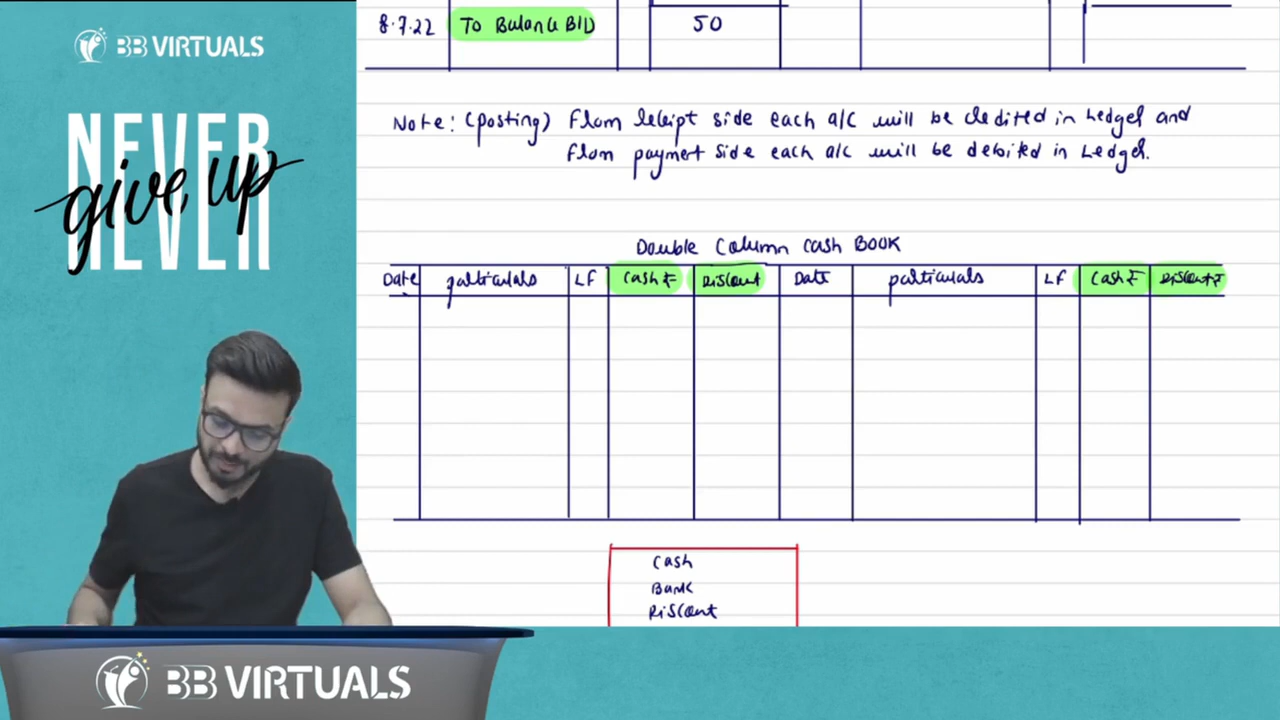 BB VIRTUALS
NEVER
give up
NEVER
8.7.22 To Balance B/D 50
Note: (posting) From receipt side each a/c will be credited in Ledger and
from payment side each a/c will be debited in Ledger.
Double Column Cash BOOK
Date particulars LF Cash ₹ Discount Date particulars LF Cash ₹ Discount ₹
Cash
Bank
Discount
BB VIRTUALS